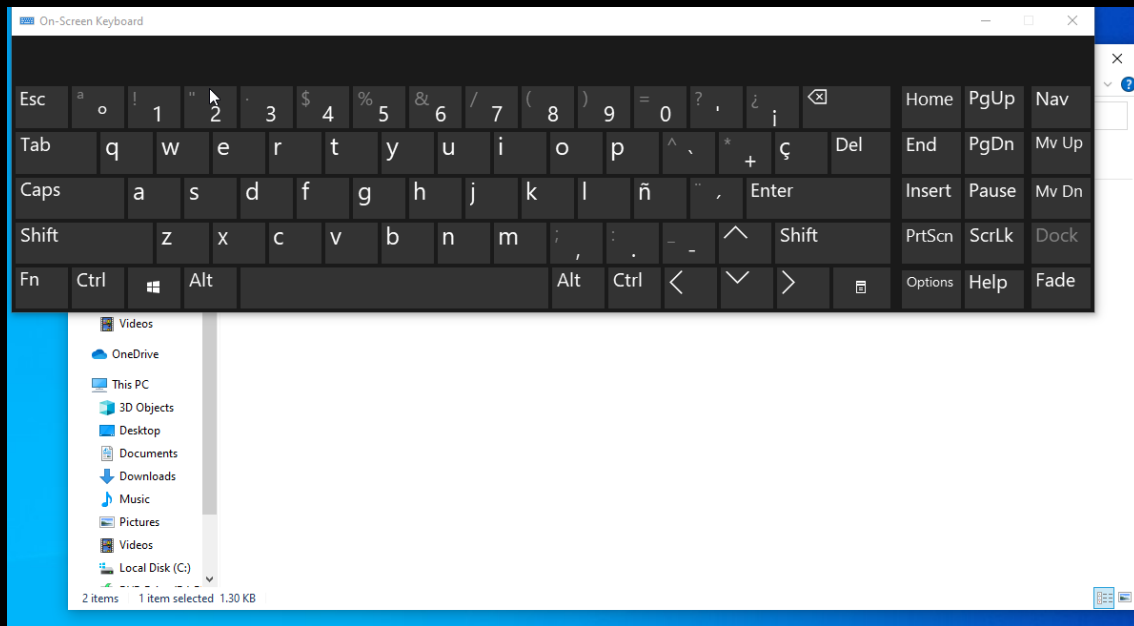 On-Screen Keyboard
Esc ª º ! 1 " 2 · 3 $ 4 % 5 & 6 / 7 ( 8 ) 9 = 0 ? ' ¿ ¡ Home PgUp Nav
Tab q w e r t y u i o p ^ ` * + ç Del End PgDn Mv Up
Caps a s d f g h j k l ñ ¨ ´ Enter Insert Pause Mv Dn
Shift z x c v b n m ; , : . _ - Shift PrtScn ScrLk Dock
Fn Ctrl Alt Alt Ctrl Options Help Fade
Videos
OneDrive
This PC
3D Objects
Desktop
Documents
Downloads
Music
Pictures
Videos
Local Disk (C:)
2 items 1 item selected 1.30 KB